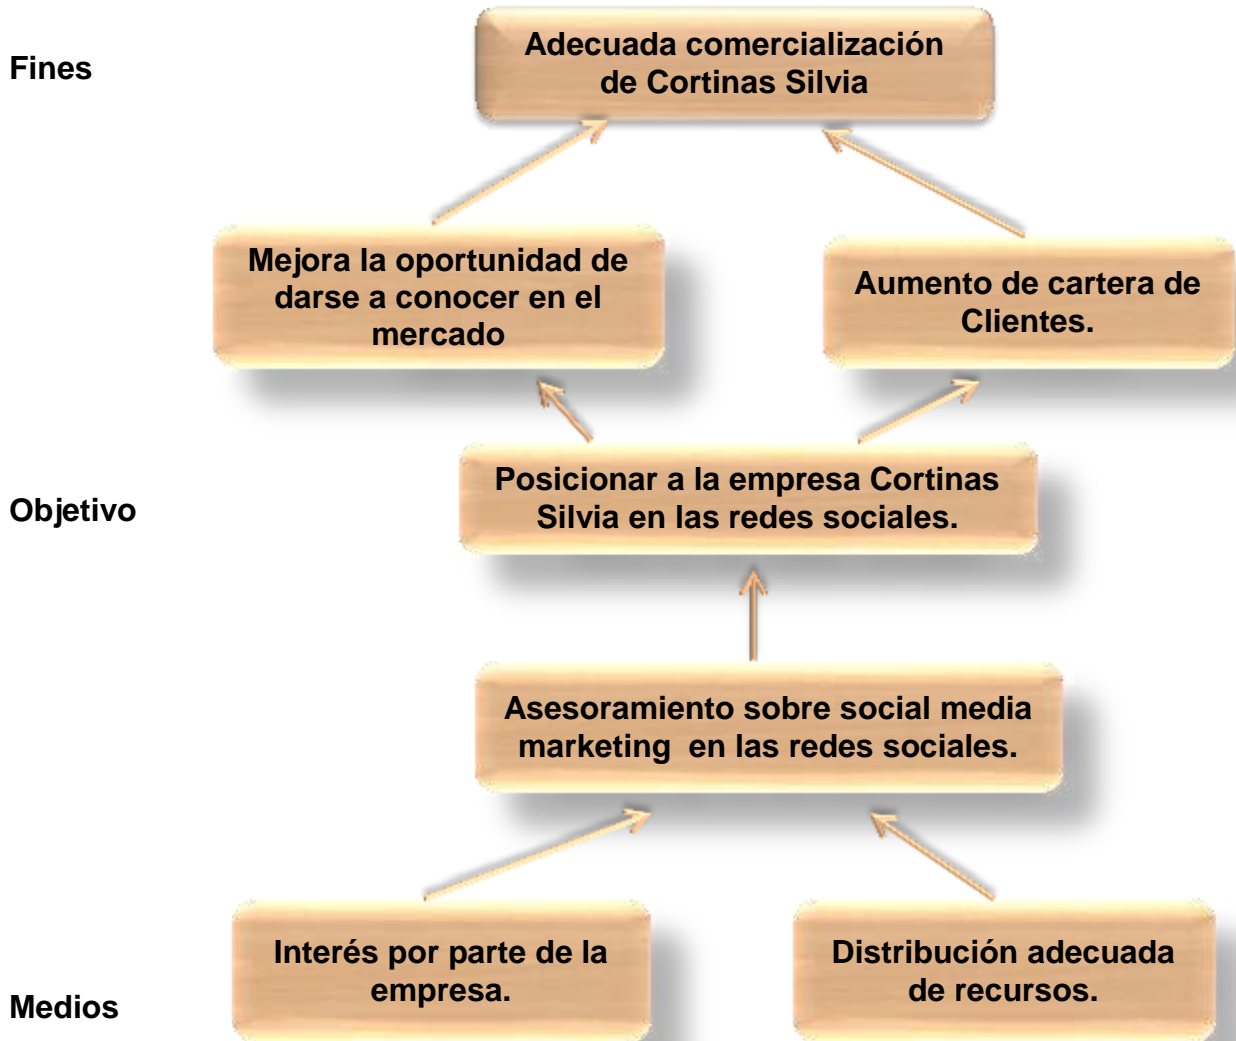 Fines
Adecuada comercialización
de Cortinas Silvia
Mejora la oportunidad de
darse a conocer en el
mercado
Aumento de cartera de
Clientes.
Objetivo
Posicionar a la empresa Cortinas
Silvia en las redes sociales.
Asesoramiento sobre social media
marketing  en las redes sociales.
Interés por parte de la
empresa.
Distribución adecuada
de recursos.
Medios